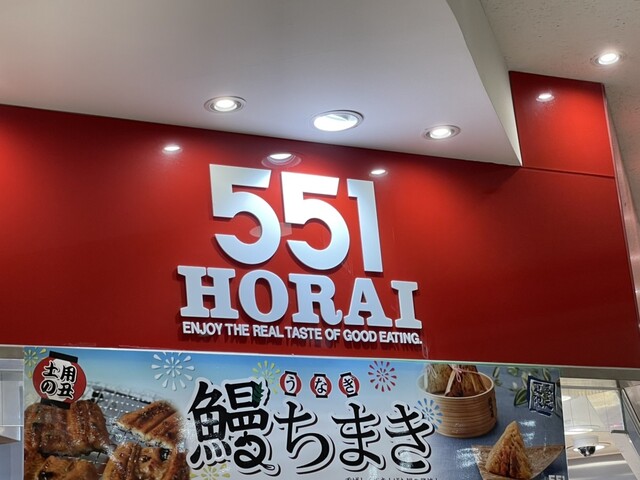 551
HORAI
ENJOY THE REAL TASTE OF GOOD EATING.
土用の丑
うなぎ
鰻ちまき